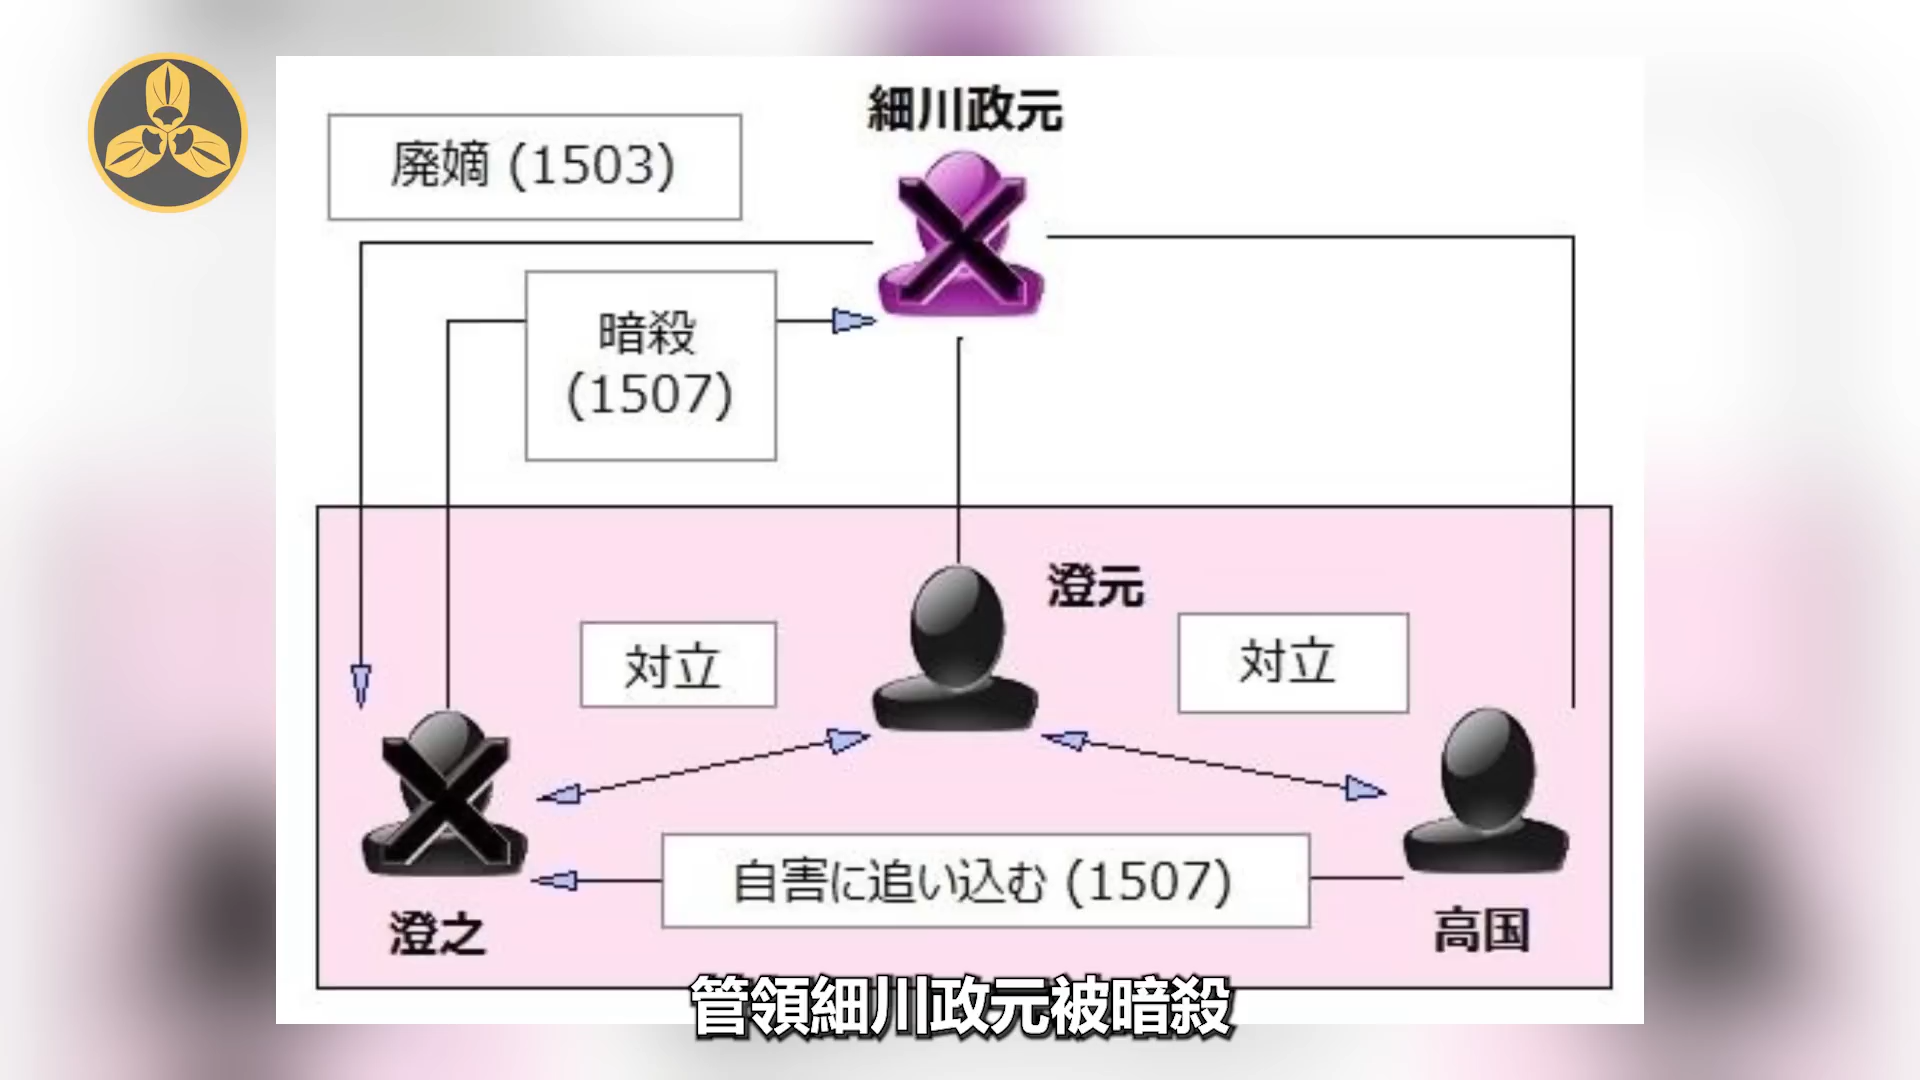 細川政元
廃嫡 (1503)
暗殺
(1507)
澄元
対立
対立
自害に追い込む (1507)
澄之
高国
管領細川政元被暗殺